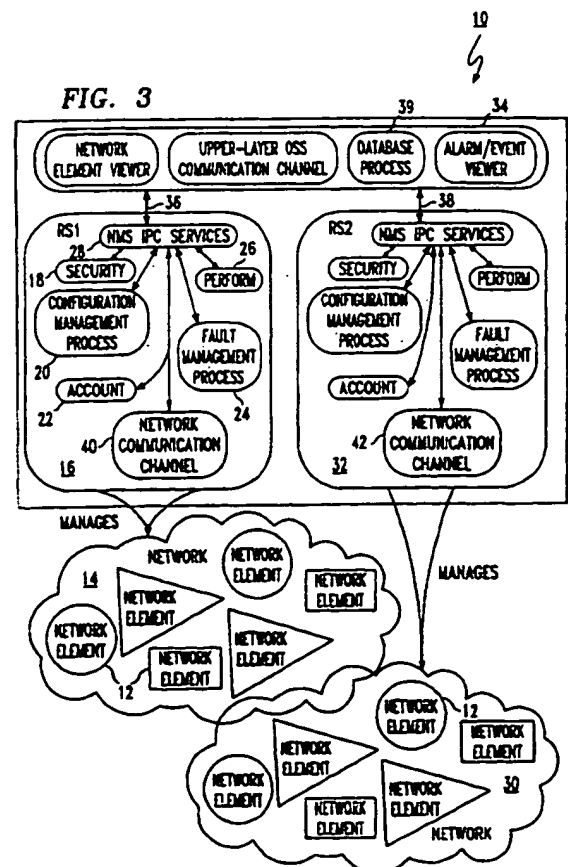 10
FIG. 3
39
34
NETWORK
ELEMENT VIEWER
UPPER-LAYER OSS
COMMUNICATION CHANNEL
DATABASE
PROCESS
ALARM/EVENT
VIEWER
36
38
RS1
NMS IPC SERVICES
28
26
SECURITY
18
PERFORM
CONFIGURATION
MANAGEMENT
PROCESS
20
FAULT
MANAGEMENT
PROCESS
24
ACCOUNT
22
NETWORK
COMMUNICATION
CHANNEL
40
16
RS2
NMS IPC SERVICES
SECURITY
PERFORM
CONFIGURATION
MANAGEMENT
PROCESS
FAULT
MANAGEMENT
PROCESS
ACCOUNT
NETWORK
COMMUNICATION
CHANNEL
42
32
MANAGES
MANAGES
NETWORK
14
NETWORK
ELEMENT
NETWORK
ELEMENT
NETWORK
ELEMENT
NETWORK
ELEMENT
NETWORK
ELEMENT
NETWORK
ELEMENT
12
12
NETWORK
ELEMENT
NETWORK
ELEMENT
NETWORK
ELEMENT
NETWORK
ELEMENT
NETWORK
ELEMENT
NETWORK
ELEMENT
30
NETWORK